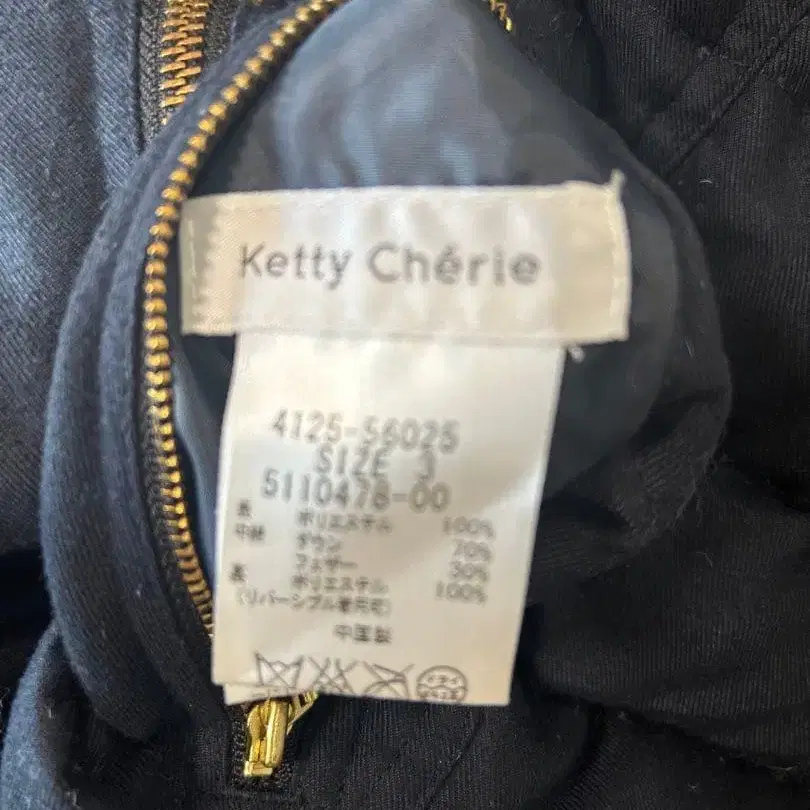 Ketty Chérie
4125-56025
SIZE 3
5110478-00
表 ポリエステル 100%
中綿 ダウン 70%
フェザー 30%
裏 ポリエステル 100%
(リバーシブル着用可)
中国製